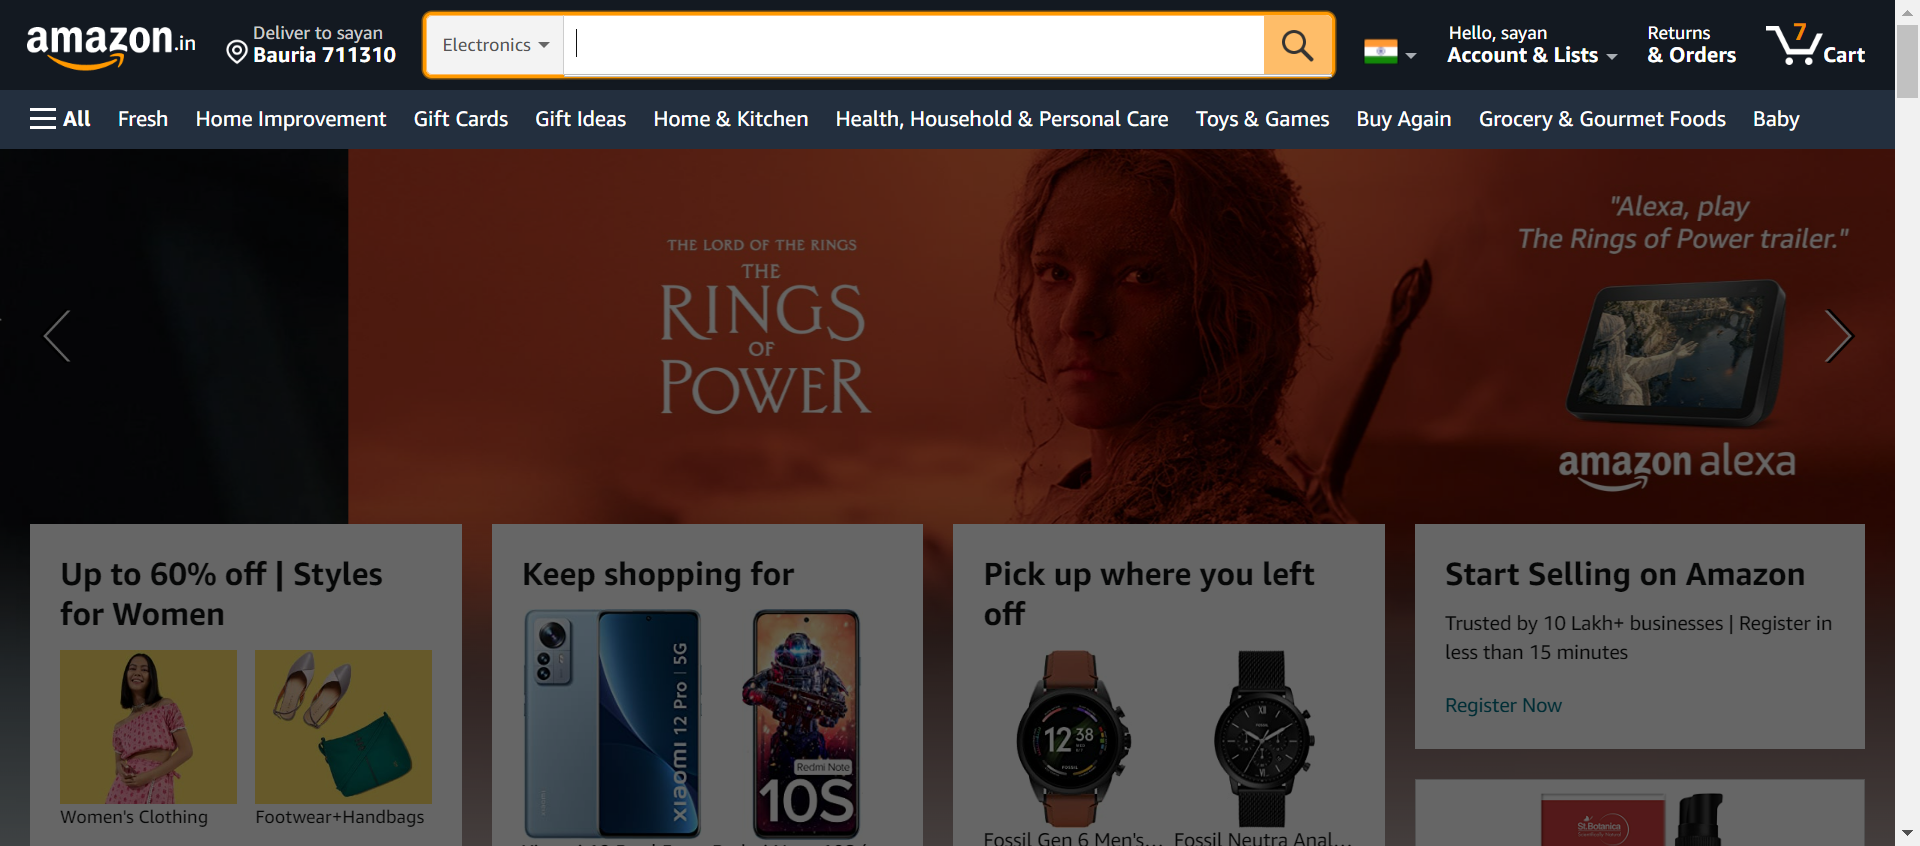 amazon.in
Deliver to sayan
Bauria 711310
Electronics
Hello, sayan
Account & Lists
Returns
& Orders
7
Cart
All Fresh Home Improvement Gift Cards Gift Ideas Home & Kitchen Health, Household & Personal Care Toys & Games Buy Again Grocery & Gourmet Foods Baby
THE LORD OF THE RINGS
THE
RINGS
OF
POWER
"Alexa, play
The Rings of Power trailer."
amazon alexa
Up to 60% off | Styles
for Women
Women's Clothing
Footwear+Handbags
Keep shopping for
Xiaomi 12 Pro | 5G
Redmi Note
10S
Pick up where you left
off
12 38
FOSSIL
Fossil Gen 6 Men's...
Fossil Neutra Anal...
Start Selling on Amazon
Trusted by 10 Lakh+ businesses | Register in
less than 15 minutes
Register Now
St.Botanica